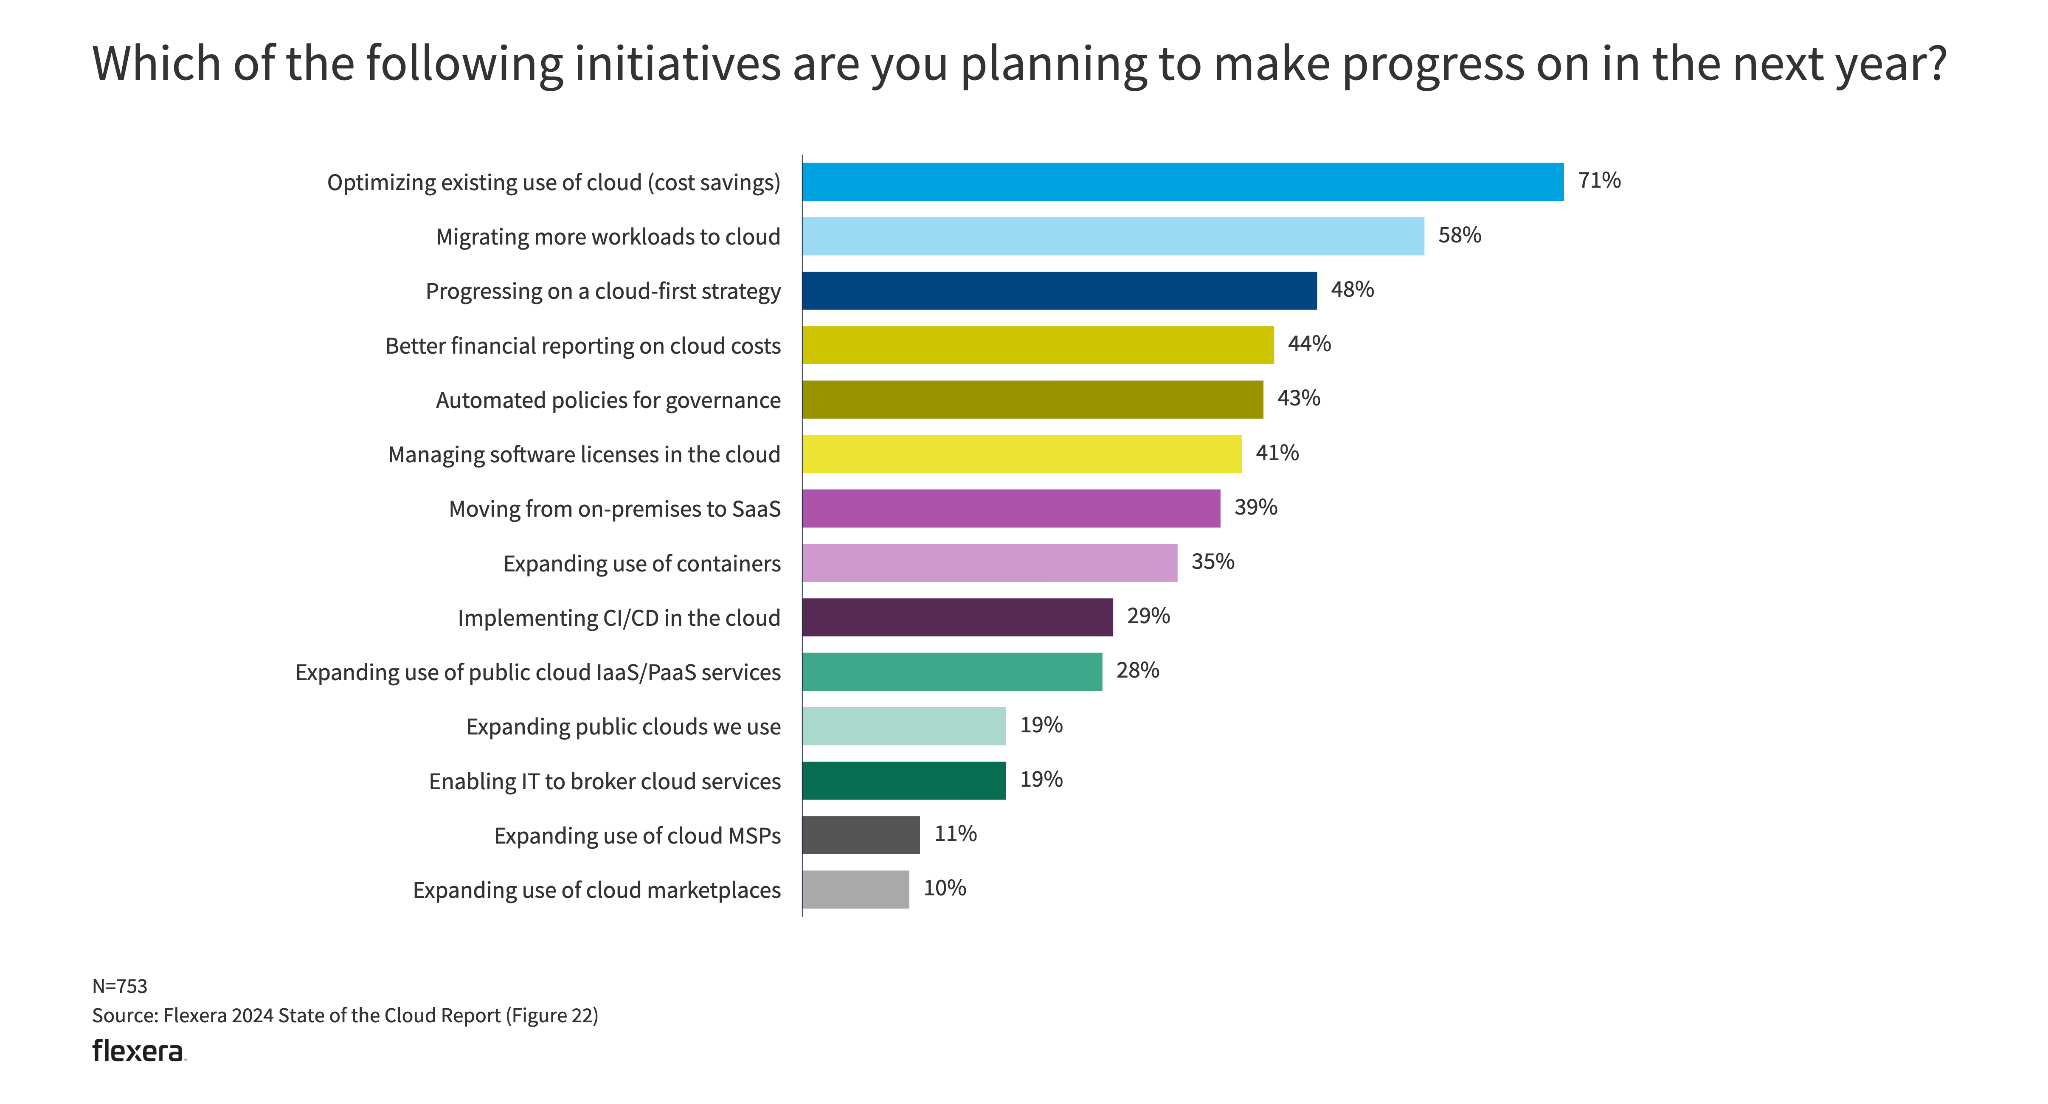 Which of the following initiatives are you planning to make progress on in the next year?
Optimizing existing use of cloud (cost savings) 71%
Migrating more workloads to cloud 58%
Progressing on a cloud-first strategy 48%
Better financial reporting on cloud costs 44%
Automated policies for governance 43%
Managing software licenses in the cloud 41%
Moving from on-premises to SaaS 39%
Expanding use of containers 35%
Implementing CI/CD in the cloud 29%
Expanding use of public cloud IaaS/PaaS services 28%
Expanding public clouds we use 19%
Enabling IT to broker cloud services 19%
Expanding use of cloud MSPs 11%
Expanding use of cloud marketplaces 10%
N=753
Source: Flexera 2024 State of the Cloud Report (Figure 22)
flexera